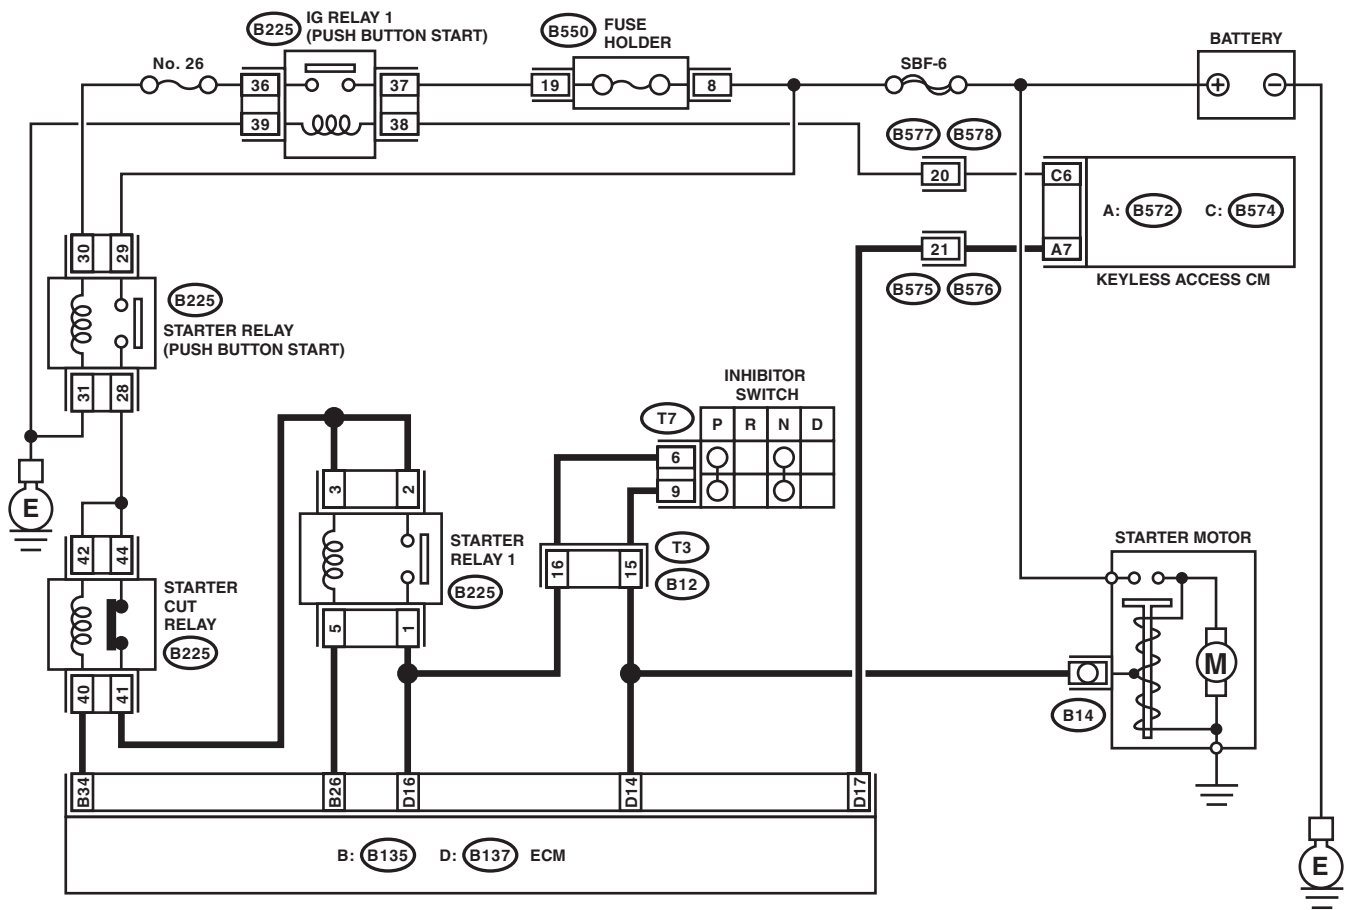 IG RELAY 1
B225 (PUSH BUTTON START)
B550 FUSE
HOLDER
No. 26
SBF-6
BATTERY
36 37 19 8 + −
39 38
B577 B578
20 C6
A: B572 C: B574
21 A7
B575 B576
KEYLESS ACCESS CM
30 29
B225
STARTER RELAY
(PUSH BUTTON START)
31 28
INHIBITOR
SWITCH
T7 P R N D
6
9
E
3 2
42 44
STARTER
RELAY 1
B225
T3
16 15
B12
STARTER MOTOR
STARTER
CUT
RELAY
B225
5 1
M
40 41
B14
B34 B26 D16 D14 D17
B: B135 D: B137 ECM
E